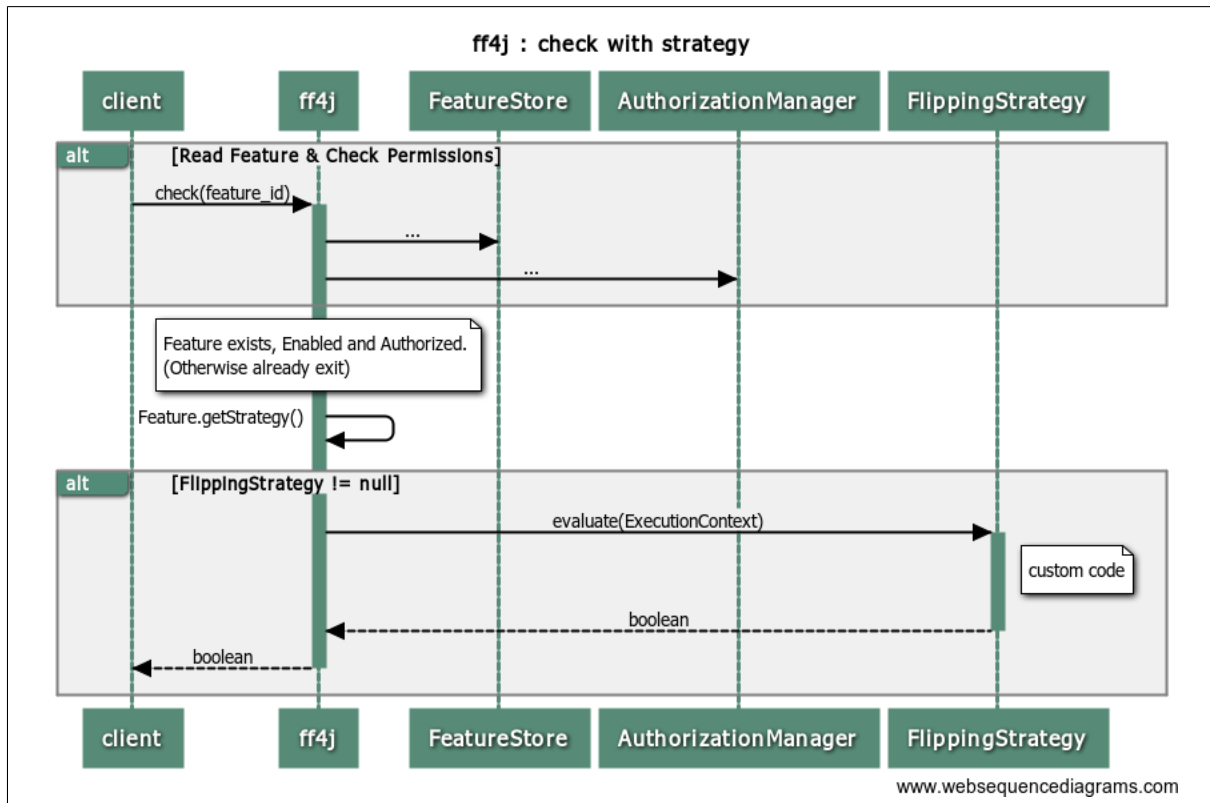 ff4j : check with strategy
client
ff4j
FeatureStore
AuthorizationManager
FlippingStrategy
alt
[Read Feature & Check Permissions]
check(feature_id)
...
...
Feature exists, Enabled and Authorized.
(Otherwise already exit)
Feature.getStrategy()
alt
[FlippingStrategy != null]
evaluate(ExecutionContext)
custom code
boolean
boolean
client
ff4j
FeatureStore
AuthorizationManager
FlippingStrategy
www.websequencediagrams.com